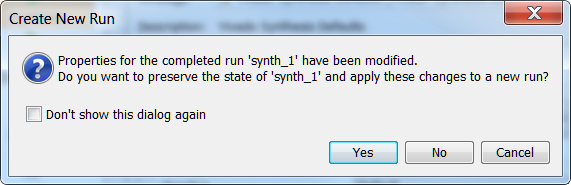 Create New Run
Properties for the completed run 'synth_1' have been modified.
Do you want to preserve the state of 'synth_1' and apply these changes to a new run?
Don't show this dialog again
Yes
No
Cancel